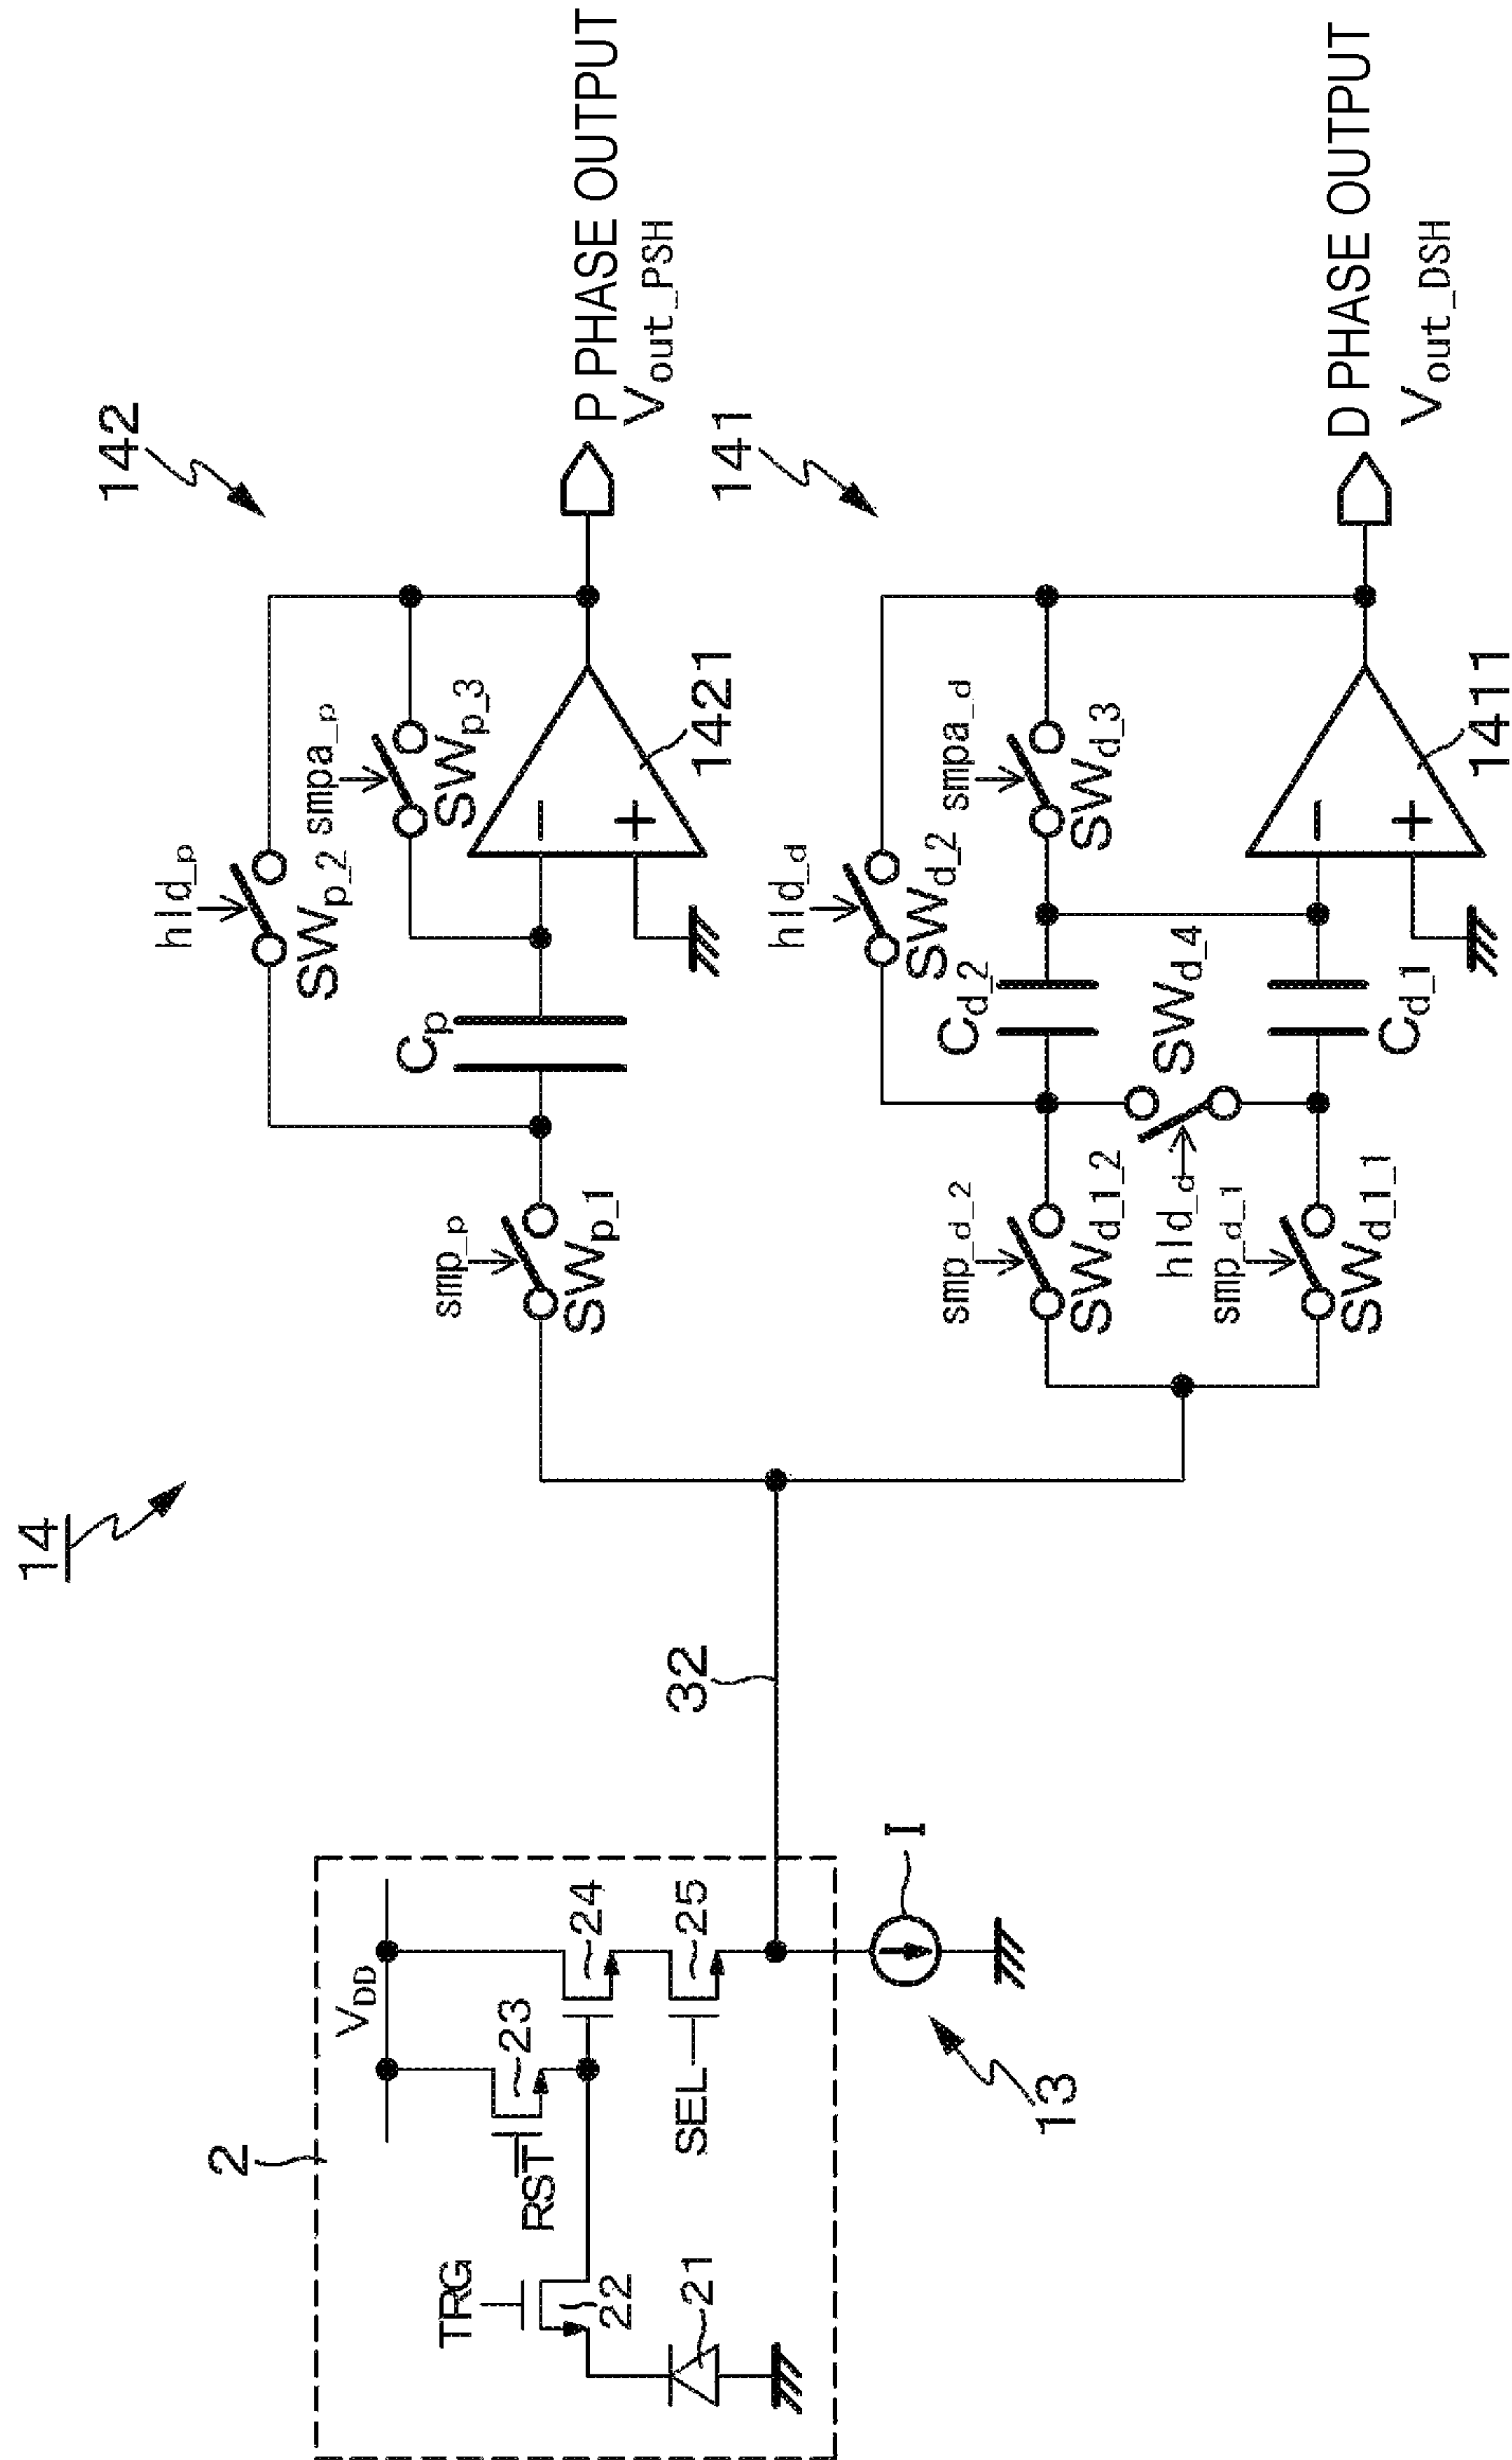 14
142
hld_p
SWp_2
smpa_p
SWp_3
Cp
smp_p
SWp_1
1421
P PHASE OUTPUT
Vout_PSH
141
hld_d
SWd_2
smpa_d
SWd_3
Cd_2
smp_d_2
SWd_1_2
SWd_4
hld_d
smp_d_1
SWd_1_1
Cd_1
1411
D PHASE OUTPUT
Vout_DSH
32
2
VDD
TRG
RST
23
24
22
21
SEL
25
I
13